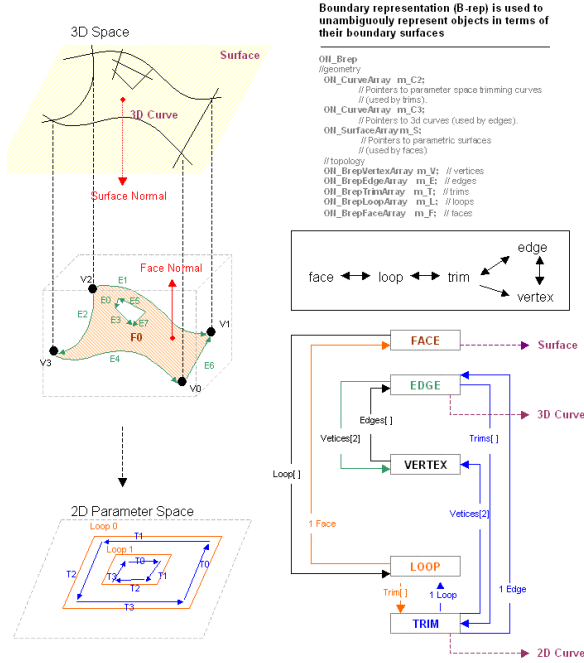 Boundary representation (B-rep) is used to
unambiguouly represent objects in terms of
their boundary surfaces
3D Space
Surface
3D Curve
Surface Normal
ON_Brep
//geometry
ON_CurveArray m_C2;
// Pointers to parameter space trimming curves
// (used by trims).
ON_CurveArray m_C3;
// Pointers to 3d curves (used by edges).
ON_SurfaceArray m_S;
// Pointers to parametric surfaces
// (used by faces)
// topology
ON_BrepVertexArray m_V; // vertices
ON_BrepEdgeArray m_E; // edges
ON_BrepTrimArray m_T; // trims
ON_BrepLoopArray m_L; // loops
ON_BrepFaceArray m_F; // faces
face
loop
trim
edge
vertex
Face Normal
V2
E1
E0
E5
E2
E3
E7
V1
F0
V3
E4
E6
V0
2D Parameter Space
Loop 0
T1
Loop 1
T0
T0
T2
T3
T1
T2
T3
FACE
Surface
EDGE
3D Curve
Edges[ ]
Vetices[2]
Trims[ ]
VERTEX
Loop[ ]
Vetices[2]
1 Face
LOOP
Trim[ ]
1 Loop
1 Edge
TRIM
2D Curve